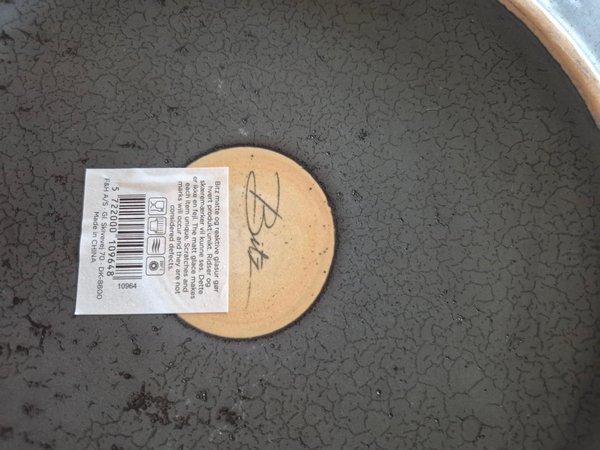 Bitz
Bitz matte og reaktive glasur gør
hvert produkt unikt. Ridser og
skæremærker vil kunne ses. Dette
er ikke en fejl. The matt glace makes
each item unique. Scratches and
marks will occur and they are not
considered defects.
10964
5 722000 109648
F&H A/S · Gl. Skivevej 70 · DK-8800
Made in CHINA